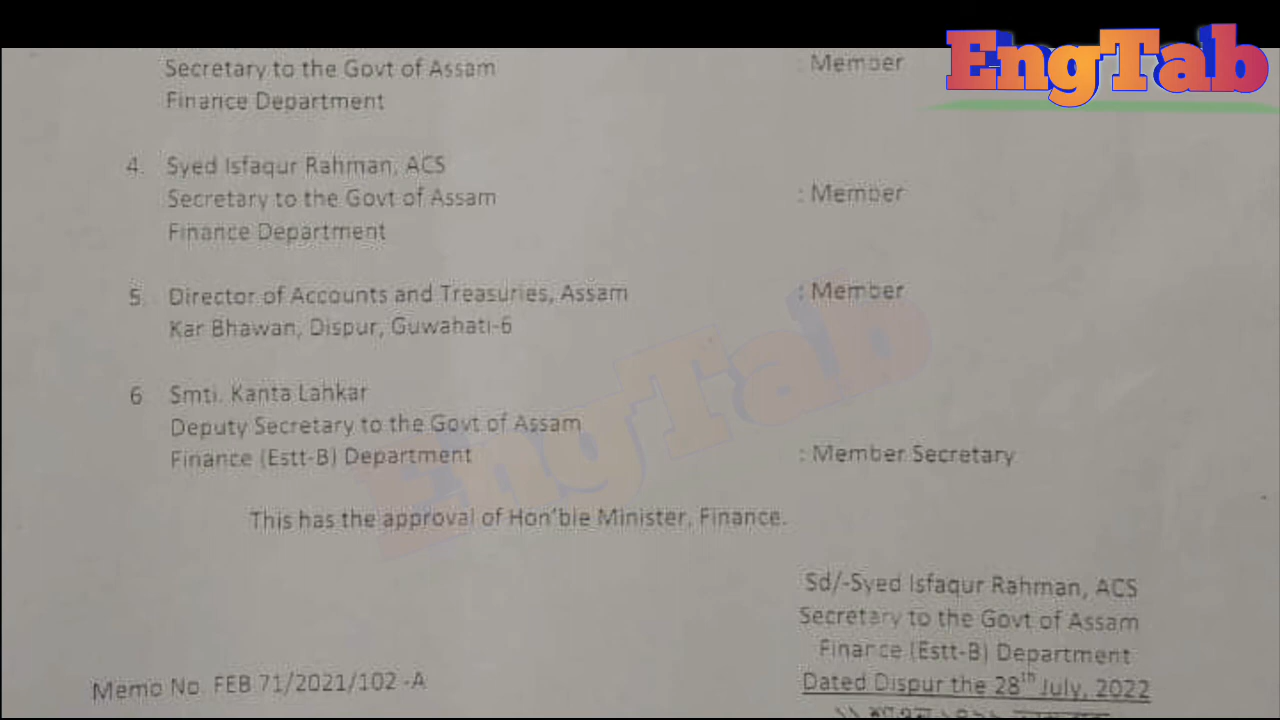 EngTab
Secretary to the Govt of Assam : Member
Finance Department
4. Syed Isfaqur Rahman, ACS
Secretary to the Govt of Assam : Member
Finance Department
5. Director of Accounts and Treasuries, Assam : Member
Kar Bhawan, Dispur, Guwahati-6
6 Smti. Kanta Lahkar
Deputy Secretary to the Govt of Assam
Finance (Estt-B) Department : Member Secretary
EngTab
This has the approval of Hon'ble Minister, Finance.
Sd/-Syed Isfaqur Rahman, ACS
Secretary to the Govt of Assam
Finance (Estt-B) Department
Memo No. FEB 71/2021/102 -A Dated Dispur the 28th July, 2022